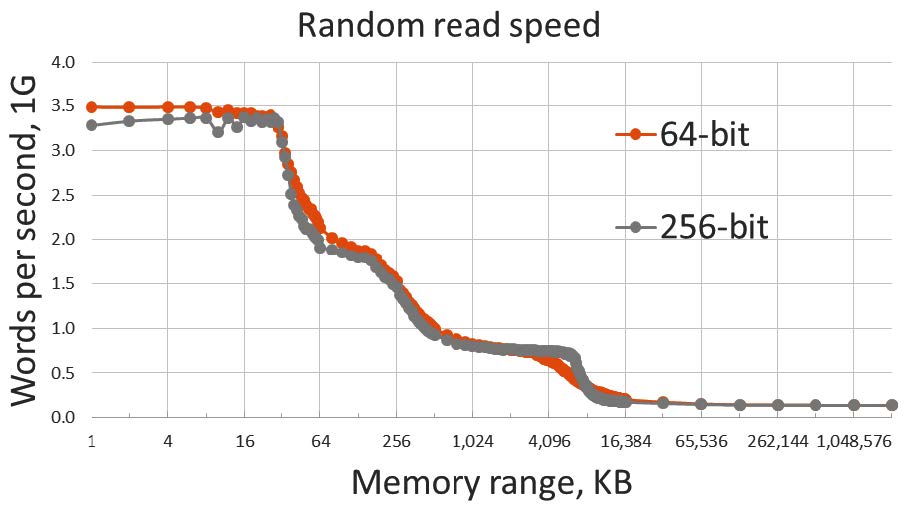 Random read speed
Words per second, 1G
4.0
3.5
3.0
2.5
2.0
1.5
1.0
0.5
0.0
64-bit
256-bit
1 4 16 64 256 1,024 4,096 16,384 65,536 262,144 1,048,576
Memory range, KB